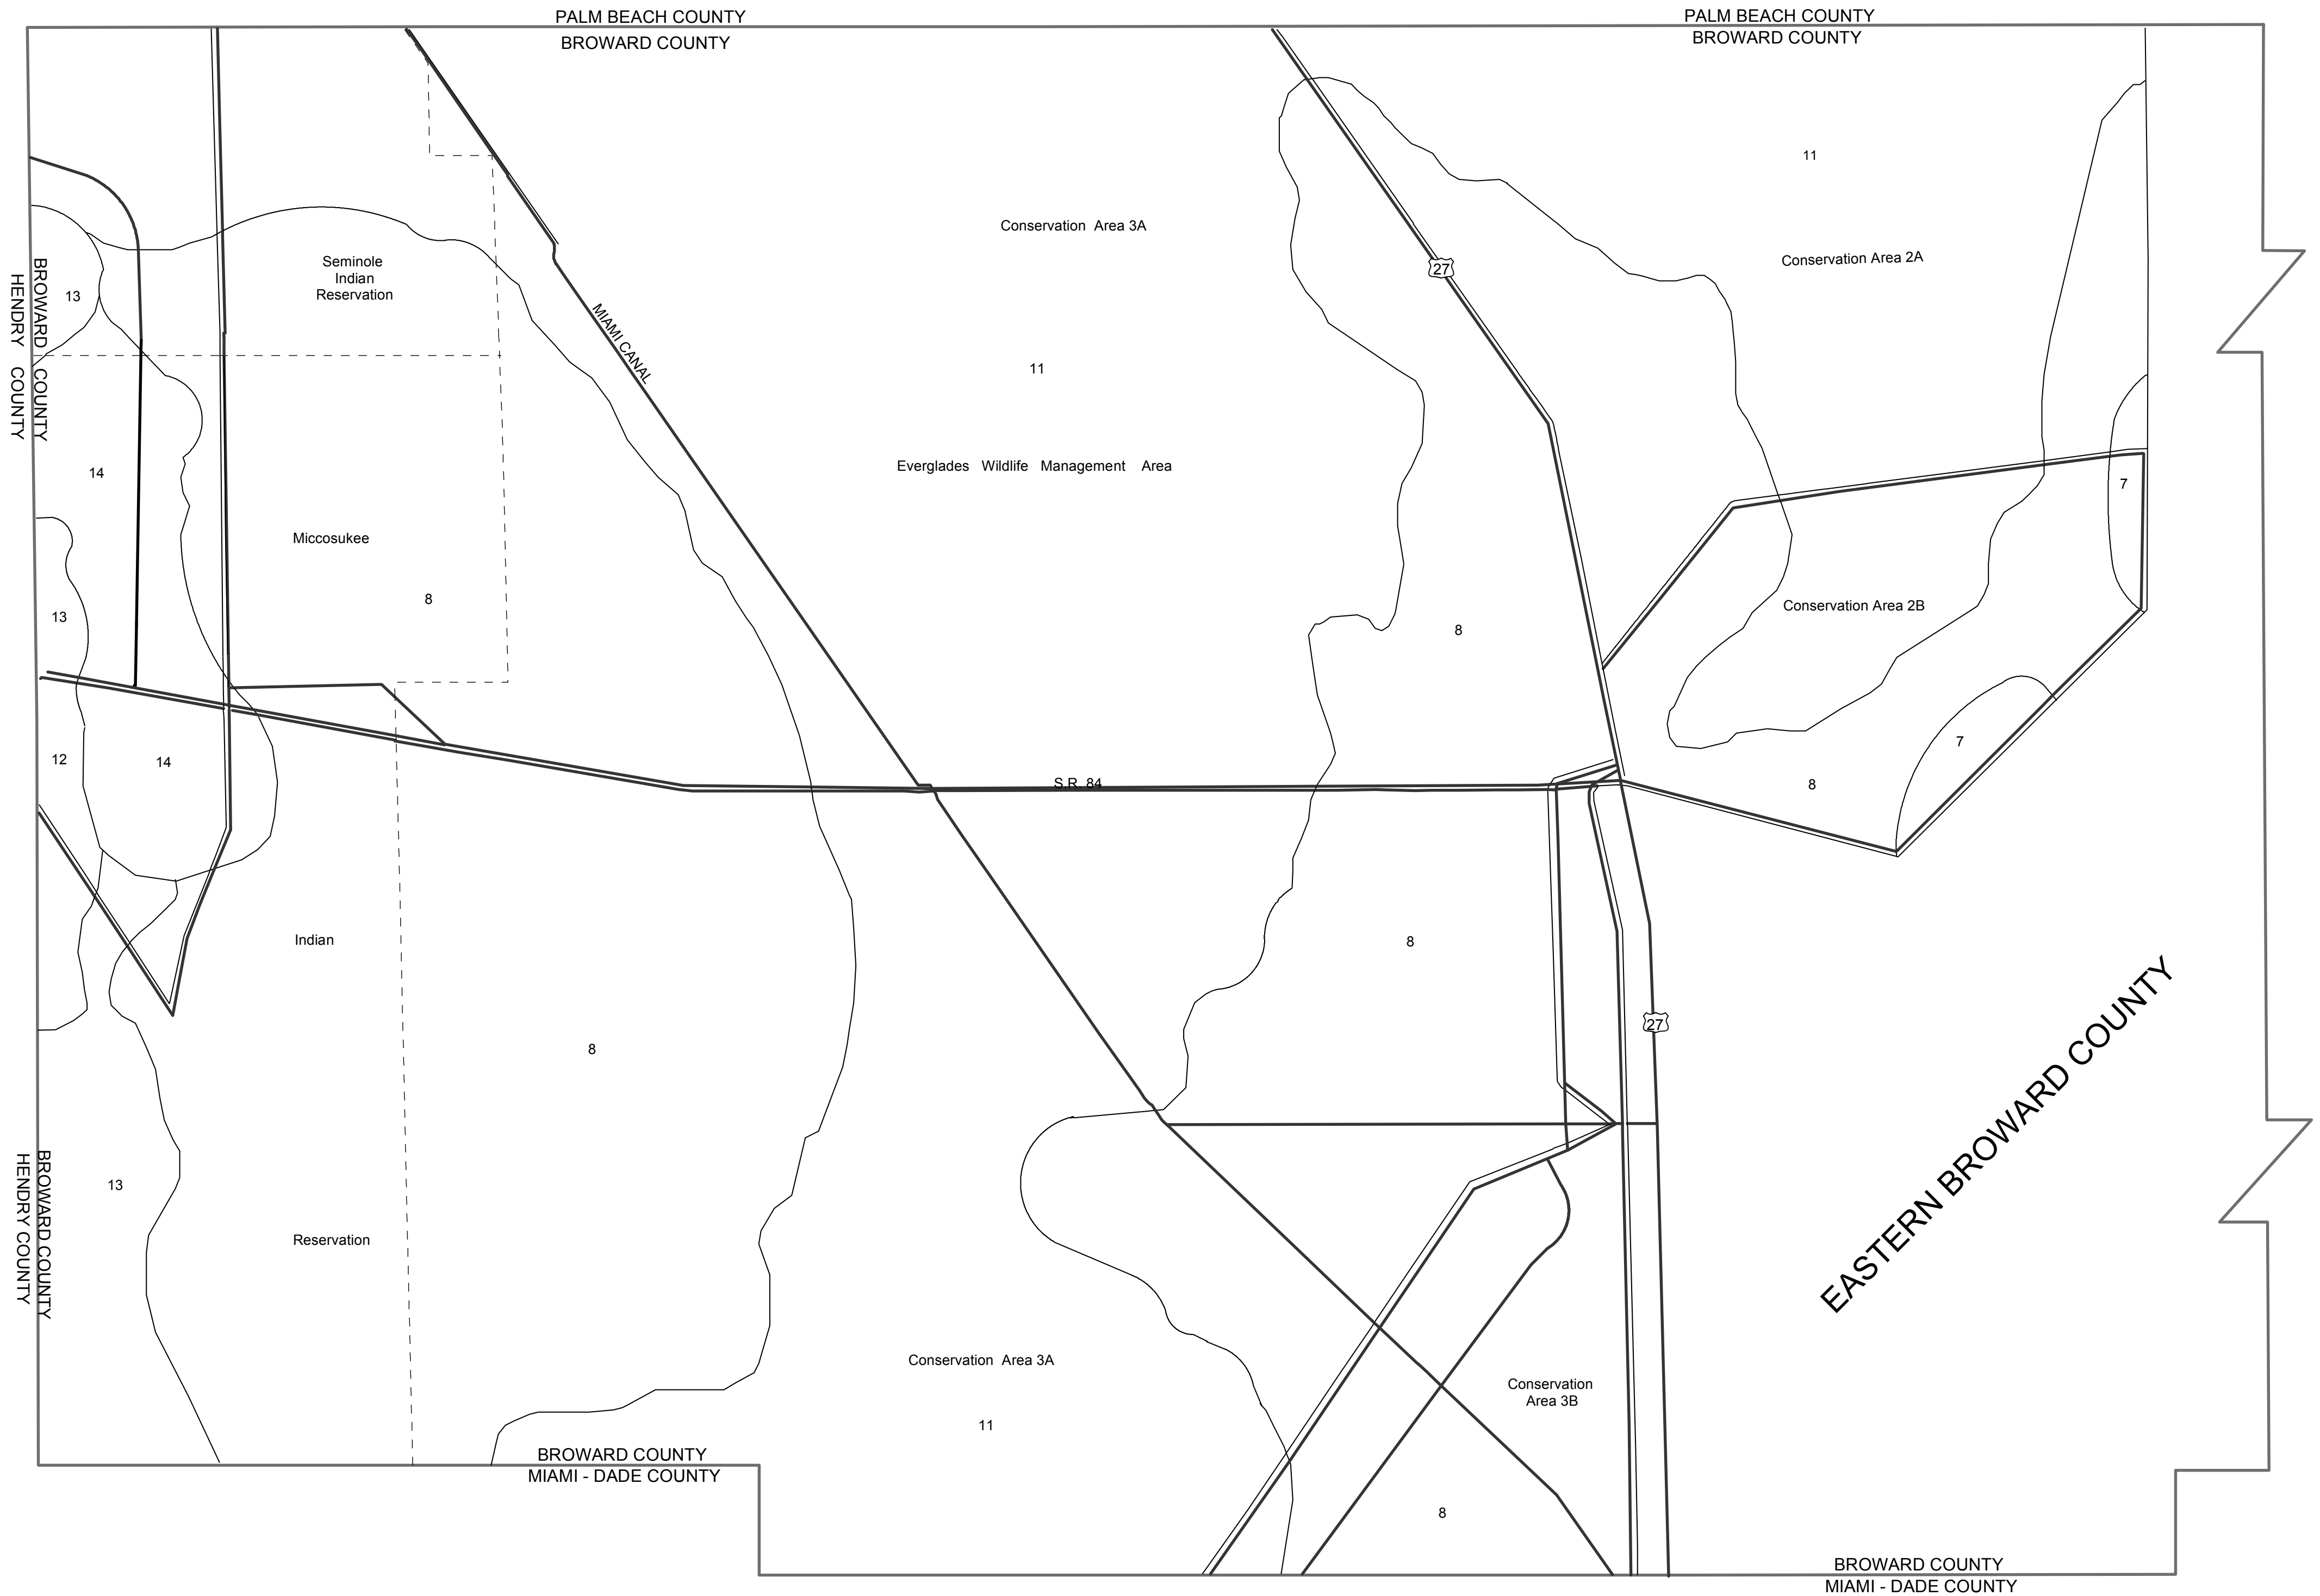 PALM BEACH COUNTY
BROWARD COUNTY
PALM BEACH COUNTY
BROWARD COUNTY
11
Conservation Area 3A
Conservation Area 2A
27
Seminole
Indian
Reservation
13
BROWARD COUNTY
HENDRY COUNTY
MIAMI CANAL
11
Everglades Wildlife Management Area
14
7
Miccosukee
8
13
Conservation Area 2B
8
7
12
14
S.R. 84
8
Indian
8
27
8
EASTERN BROWARD COUNTY
13
BROWARD COUNTY
HENDRY COUNTY
Reservation
Conservation Area 3A
Conservation
Area 3B
11
BROWARD COUNTY
MIAMI - DADE COUNTY
8
BROWARD COUNTY
MIAMI - DADE COUNTY